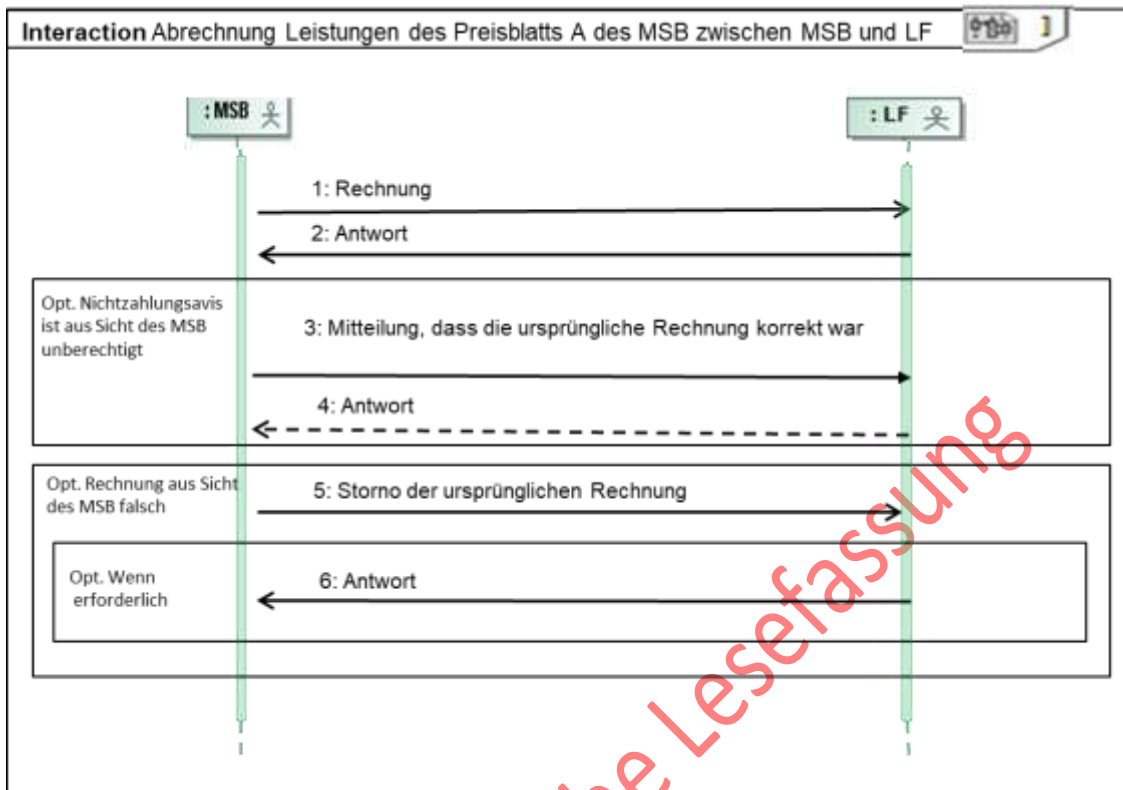 Interaction Abrechnung Leistungen des Preisblatts A des MSB zwischen MSB und LF
: MSB
: LF
1: Rechnung
2: Antwort
Opt. Nichtzahlungsavis
ist aus Sicht des MSB
unberechtigt
3: Mitteilung, dass die ursprüngliche Rechnung korrekt war
4: Antwort
Opt. Rechnung aus Sicht
des MSB falsch
5: Storno der ursprünglichen Rechnung
Opt. Wenn
erforderlich
6: Antwort
he Lesefassung